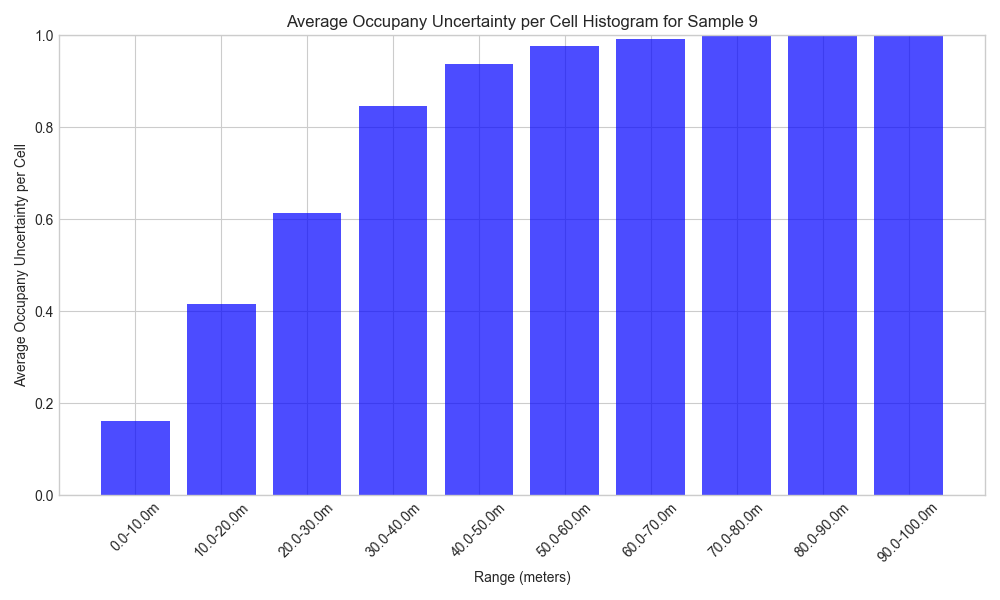 Average Occupany Uncertainty per Cell Histogram for Sample 9
Average Occupany Uncertainty per Cell
1.0
0.8
0.6
0.4
0.2
0.0
0.0-10.0m
10.0-20.0m
20.0-30.0m
30.0-40.0m
40.0-50.0m
50.0-60.0m
60.0-70.0m
70.0-80.0m
80.0-90.0m
90.0-100.0m
Range (meters)